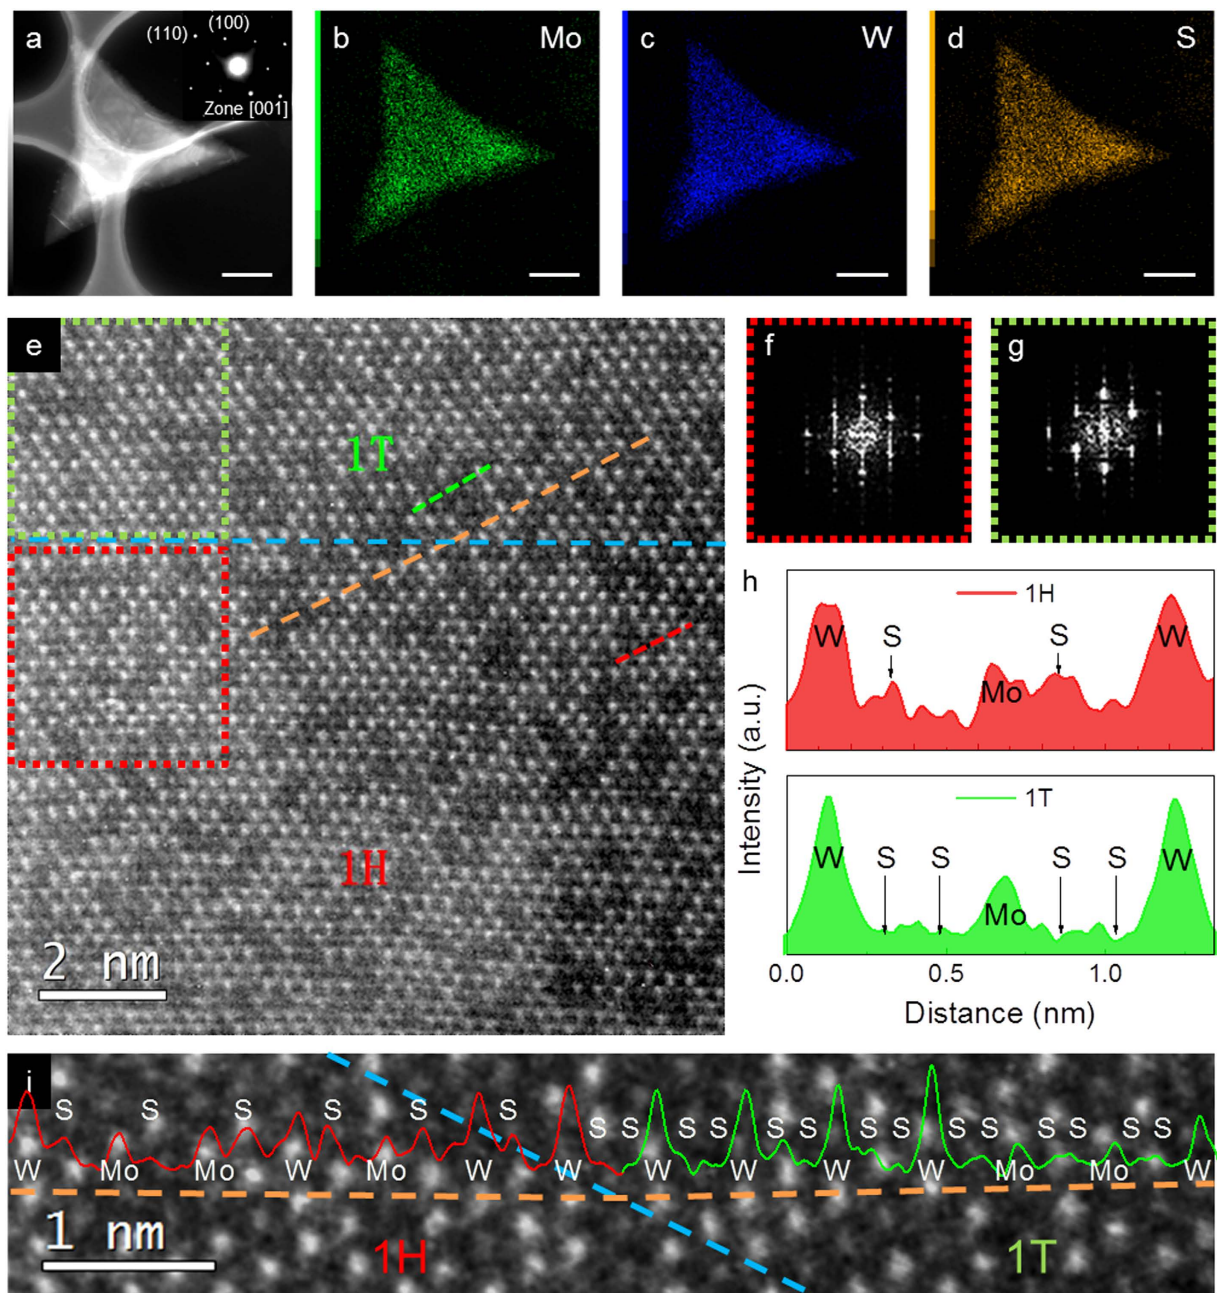 a
(110)
(100)
Zone [001]
b
Mo
c
W
d
S
e
1T
1H
2 nm
f
g
h
Intensity (a.u.)
1H
W
S
Mo
S
W
1T
W
S
S
Mo
S
S
W
0.0
0.5
1.0
Distance (nm)
i
S S S S S S S S S S S S S S S S S S
W Mo Mo W Mo W W W W W W Mo Mo W
1 nm
1H
1T